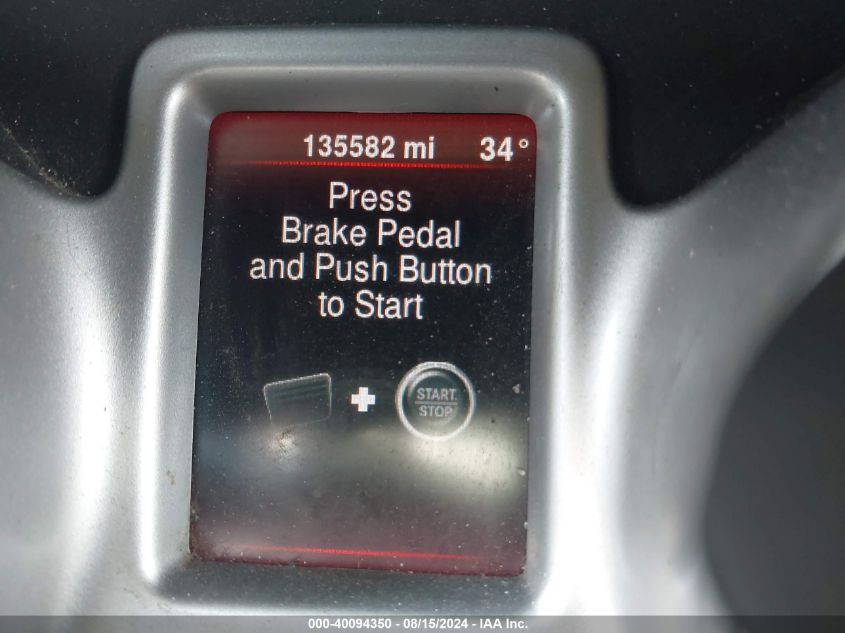 135582 mi 34°
Press
Brake Pedal
and Push Button
to Start
START
STOP
000-40094350 - 08/15/2024 - IAA Inc.